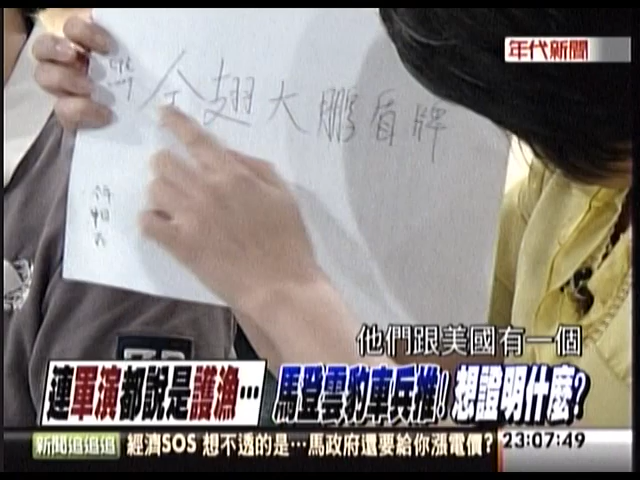 年代新聞
全翅大鵬盾牌
他們跟美國有一個
連軍演都說是護漁… 馬登雲豹車兵推！想證明什麼？
新聞追追追 經濟SOS 想不透的是…馬政府還要給你漲電價？ 23:07:49